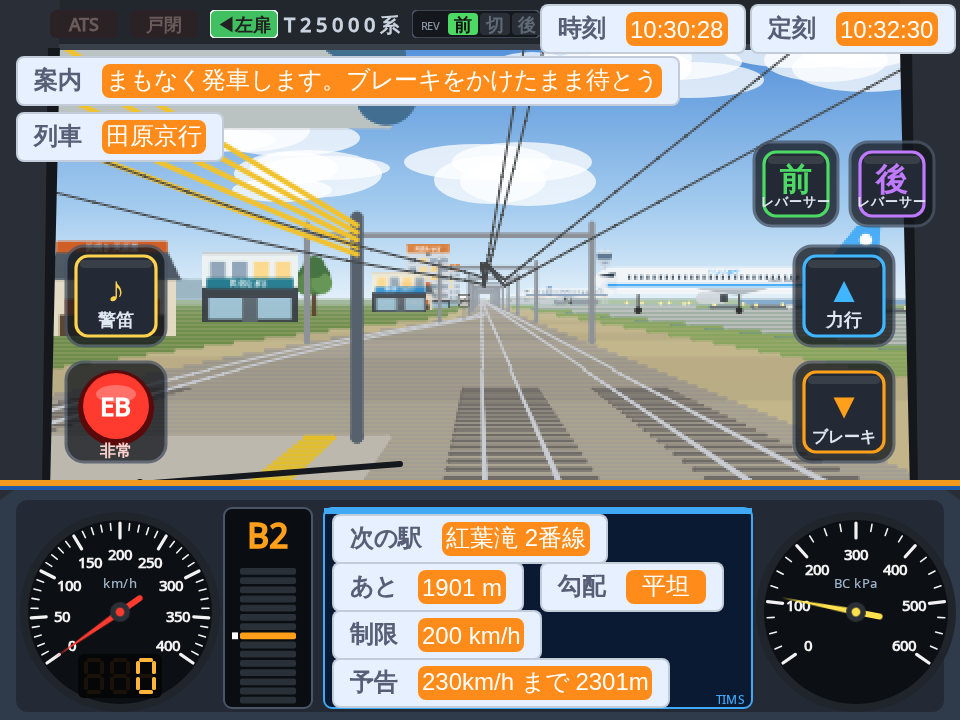 ATS 戸閉 ◀左扉 T25000系 REV 前 切 後
時刻 10:30:28
定刻 10:32:30
案内 まもなく発車します。ブレーキをかけたまま待とう
列車 田原京行
前 レバーサー
後 レバーサー
♪ 警笛
▲ 力行
EB 非常
▼ ブレーキ
0 50 100 150 200 250 300 350 400
km/h
0
B2
次の駅 紅葉滝 2番線
あと 1901 m
勾配 平坦
制限 200 km/h
予告 230km/h まで 2301m
TIMS
0 100 200 300 400 500 600
BC kPa